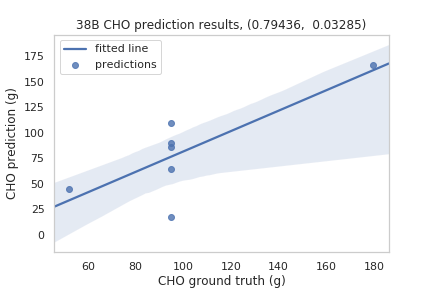 38B CHO prediction results, (0.79436,  0.03285)
fitted line
predictions
175
150
125
100
75
50
25
0
CHO prediction (g)
60 80 100 120 140 160 180
CHO ground truth (g)